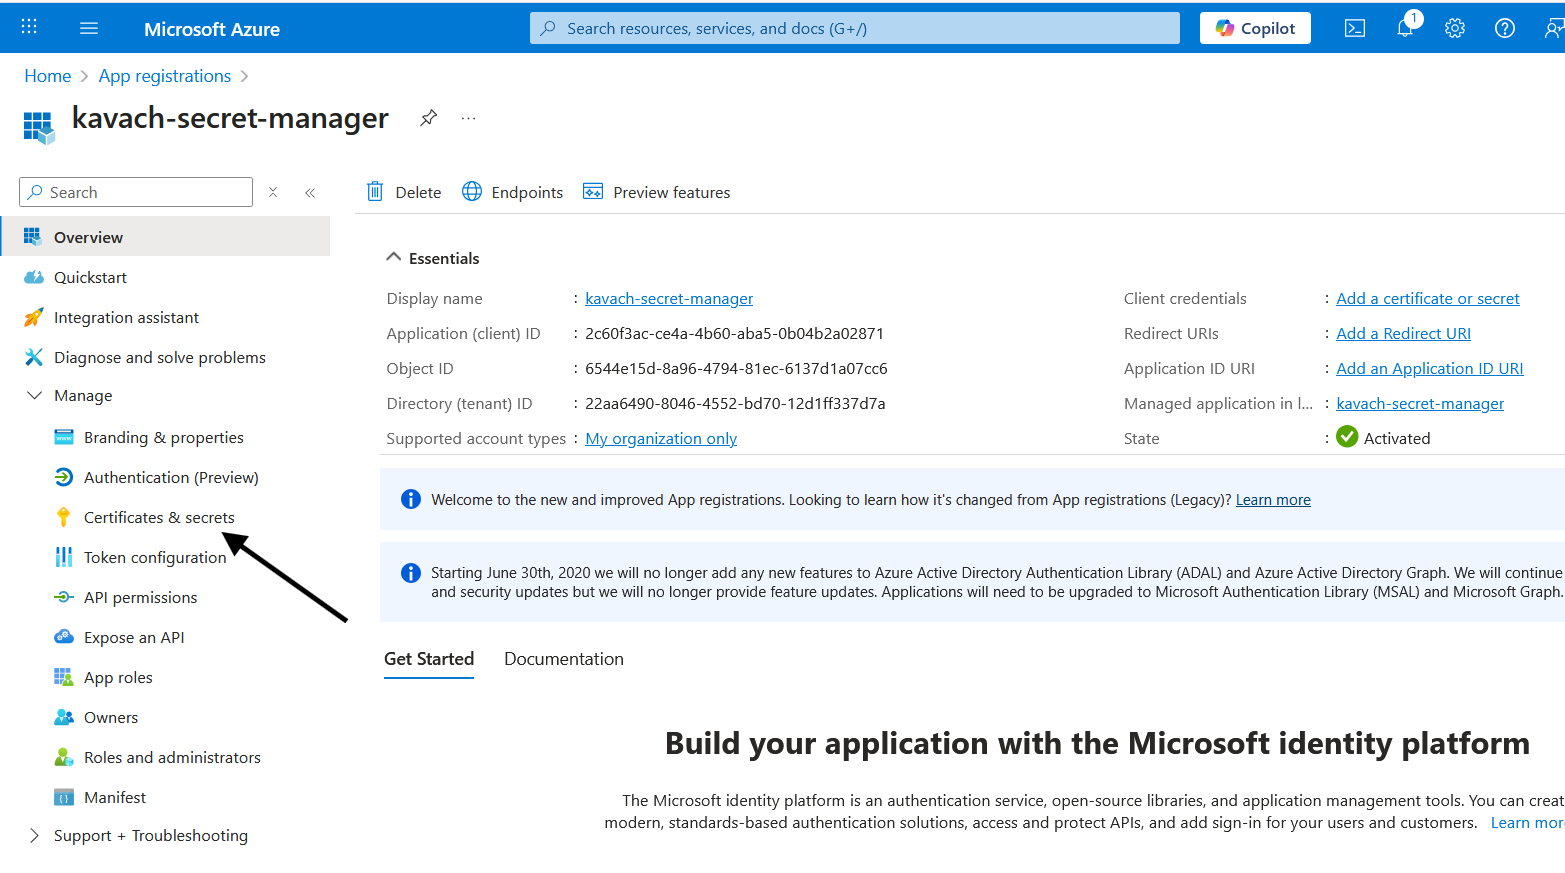 Microsoft Azure
Search resources, services, and docs (G+/)
Copilot
1
Home > App registrations >
kavach-secret-manager
...
Search
Delete
Endpoints
Preview features
Overview
Quickstart
Integration assistant
Diagnose and solve problems
Manage
Branding & properties
Authentication (Preview)
Certificates & secrets
Token configuration
API permissions
Expose an API
App roles
Owners
Roles and administrators
Manifest
Support + Troubleshooting
Essentials
Display name : kavach-secret-manager
Application (client) ID : 2c60f3ac-ce4a-4b60-aba5-0b04b2a02871
Object ID : 6544e15d-8a96-4794-81ec-6137d1a07cc6
Directory (tenant) ID : 22aa6490-8046-4552-bd70-12d1ff337d7a
Supported account types : My organization only
Client credentials : Add a certificate or secret
Redirect URIs : Add a Redirect URI
Application ID URI : Add an Application ID URI
Managed application in l... : kavach-secret-manager
State : Activated
Welcome to the new and improved App registrations. Looking to learn how it's changed from App registrations (Legacy)? Learn more
Starting June 30th, 2020 we will no longer add any new features to Azure Active Directory Authentication Library (ADAL) and Azure Active Directory Graph. We will continue
and security updates but we will no longer provide feature updates. Applications will need to be upgraded to Microsoft Authentication Library (MSAL) and Microsoft Graph.
Get Started
Documentation
Build your application with the Microsoft identity platform
The Microsoft identity platform is an authentication service, open-source libraries, and application management tools. You can creat
modern, standards-based authentication solutions, access and protect APIs, and add sign-in for your users and customers. Learn mor